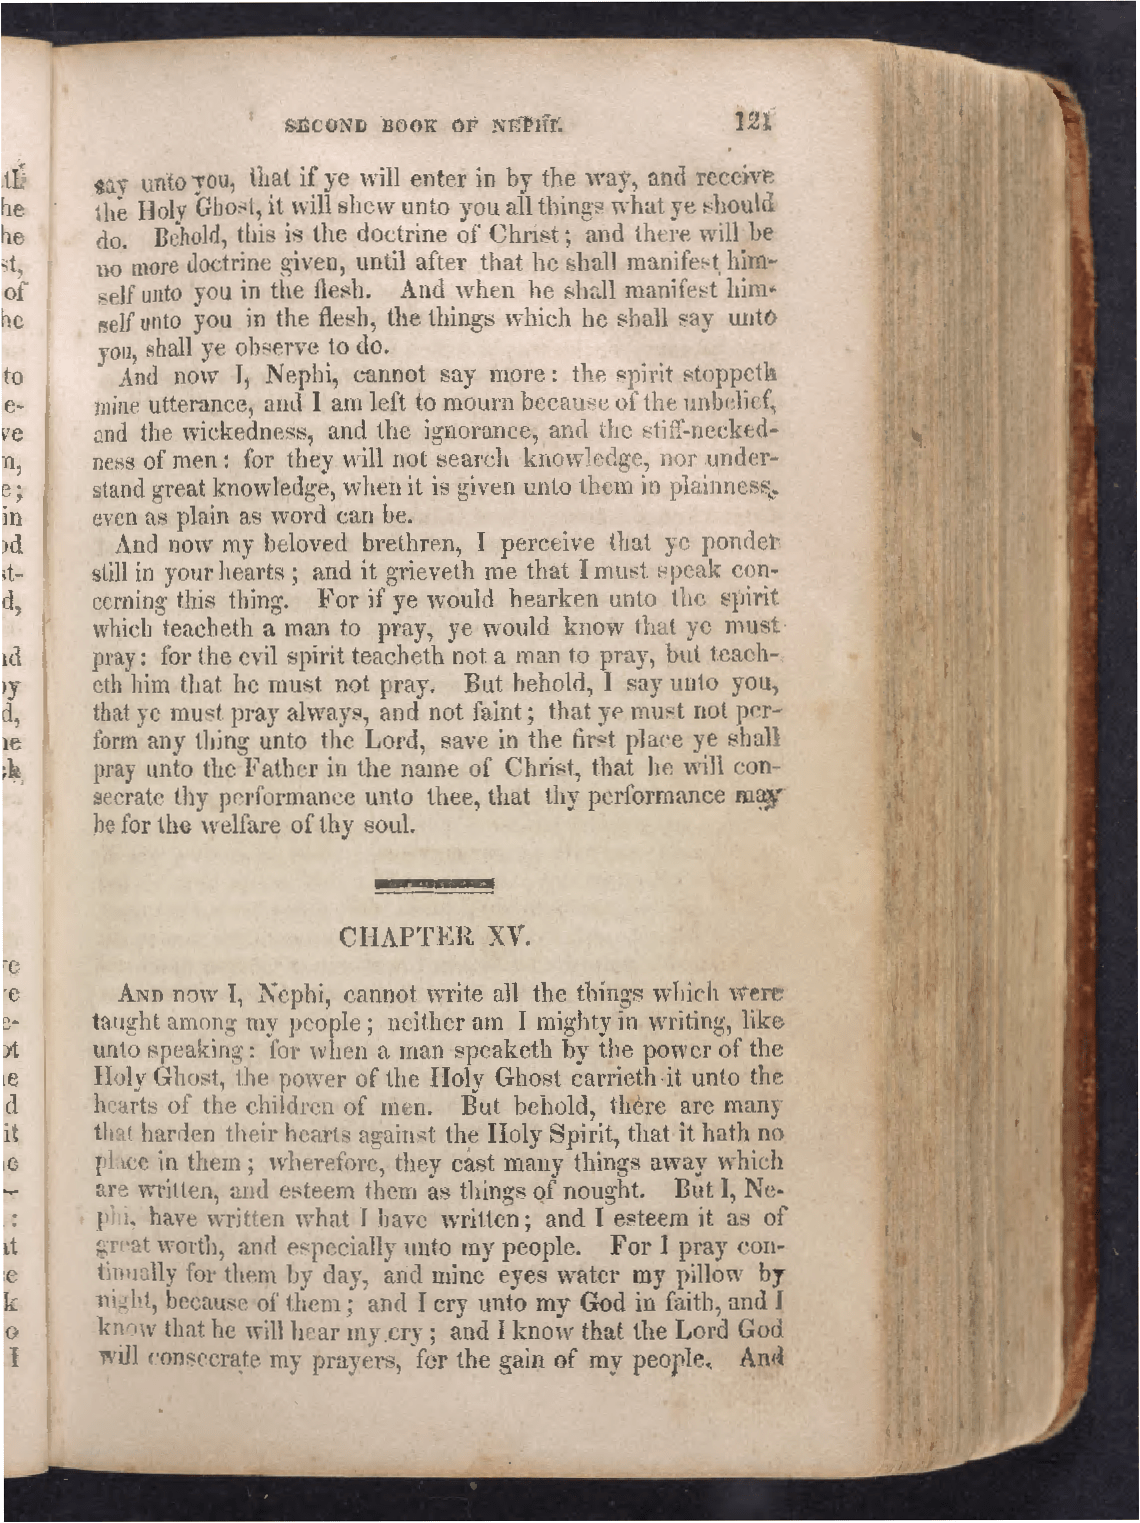 SECOND BOOK OF NEPHI. 121
say unto you, that if ye will enter in by the way, and receive
the Holy Ghost, it will shew unto you all things what ye should
do. Behold, this is the doctrine of Christ; and there will be
no more doctrine given, until after that he shall manifest him-
self unto you in the flesh. And when he shall manifest him-
self unto you in the flesh, the things which he shall say unto
you, shall ye observe to do.
And now I, Nephi, cannot say more: the spirit stoppeth
mine utterance, and I am left to mourn because of the unbelief,
and the wickedness, and the ignorance, and the stiff-necked-
ness of men: for they will not search knowledge, nor under-
stand great knowledge, when it is given unto them in plainness,
even as plain as word can be.
And now my beloved brethren, I perceive that ye ponder
still in your hearts; and it grieveth me that I must speak con-
cerning this thing. For if ye would hearken unto the spirit
which teacheth a man to pray, ye would know that ye must
pray: for the evil spirit teacheth not a man to pray, but teach-
eth him that he must not pray. But behold, I say unto you,
that ye must pray always, and not faint; that ye must not per-
form any thing unto the Lord, save in the first place ye shall
pray unto the Father in the name of Christ, that he will con-
secrate thy performance unto thee, that thy performance may
be for the welfare of thy soul.
CHAPTER XV.
AND now I, Nephi, cannot write all the things which were
taught among my people; neither am I mighty in writing, like
unto speaking: for when a man speaketh by the power of the
Holy Ghost, the power of the Holy Ghost carrieth it unto the
hearts of the children of men. But behold, there are many
that harden their hearts against the Holy Spirit, that it hath no
place in them; wherefore, they cast many things away which
are written, and esteem them as things of nought. But I, Ne-
phi, have written what I have written; and I esteem it as of
great worth, and especially unto my people. For I pray con-
tinually for them by day, and mine eyes water my pillow by
night, because of them; and I cry unto my God in faith, and I
know that he will hear my cry; and I know that the Lord God
will consecrate my prayers, for the gain of my people. And